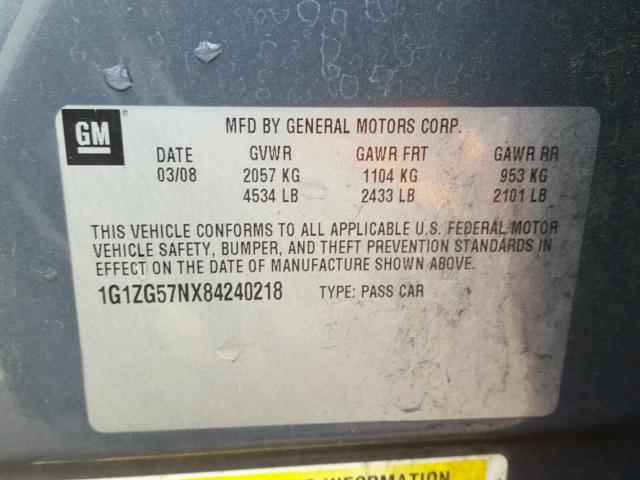 GM®
MFD BY GENERAL MOTORS CORP.
DATE GVWR GAWR FRT GAWR RR
03/08 2057 KG 1104 KG 953 KG
4534 LB 2433 LB 2101 LB
THIS VEHICLE CONFORMS TO ALL APPLICABLE U.S. FEDERAL MOTOR
VEHICLE SAFETY, BUMPER, AND THEFT PREVENTION STANDARDS IN
EFFECT ON THE DATE OF MANUFACTURE SHOWN ABOVE.
1G1ZG57NX84240218 TYPE: PASS CAR
INFORMATION